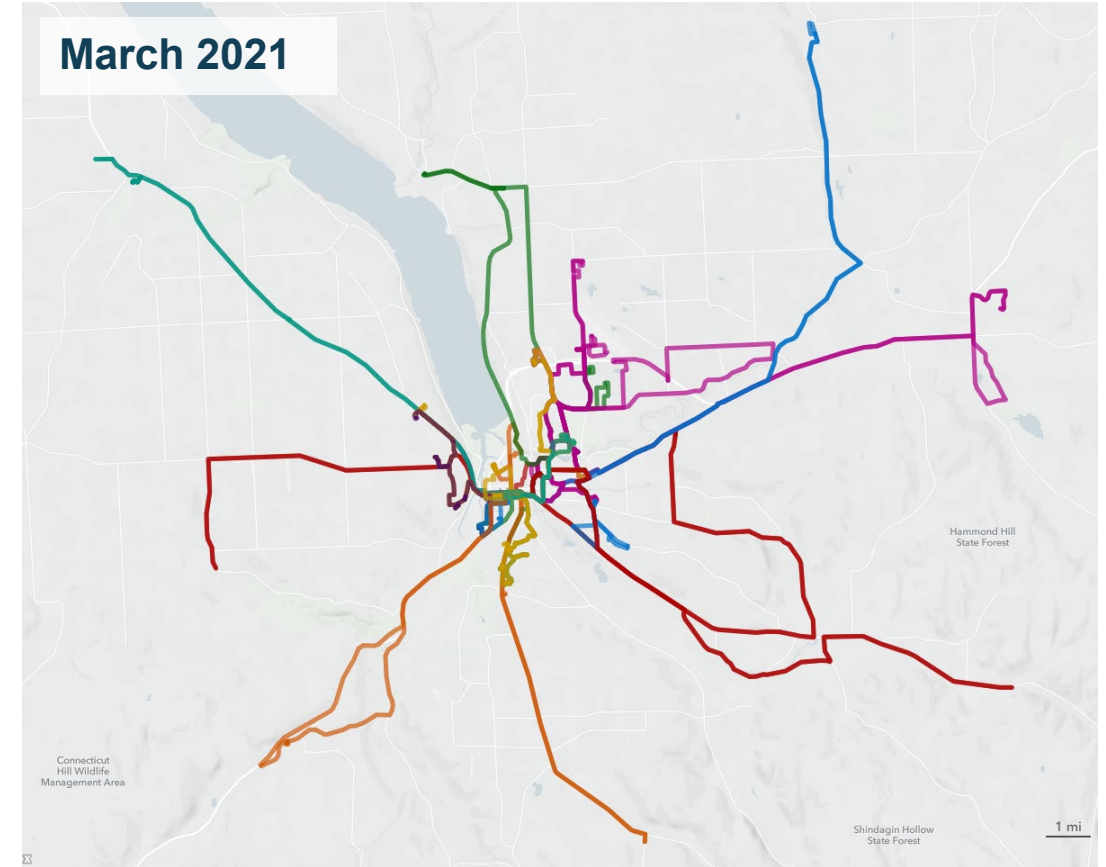 March 2021
Hammond Hill
State Forest
Connecticut
Hill Wildlife
Management Area
Shindagin Hollow
State Forest
1 mi